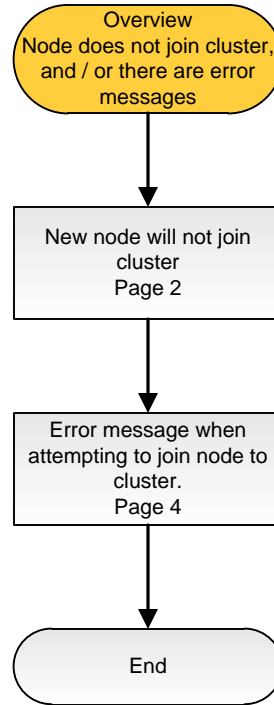 Overview
Node does not join cluster,
and / or there are error
messages
New node will not join
cluster
Page 2
Error message when
attempting to join node to
cluster.
Page 4
End